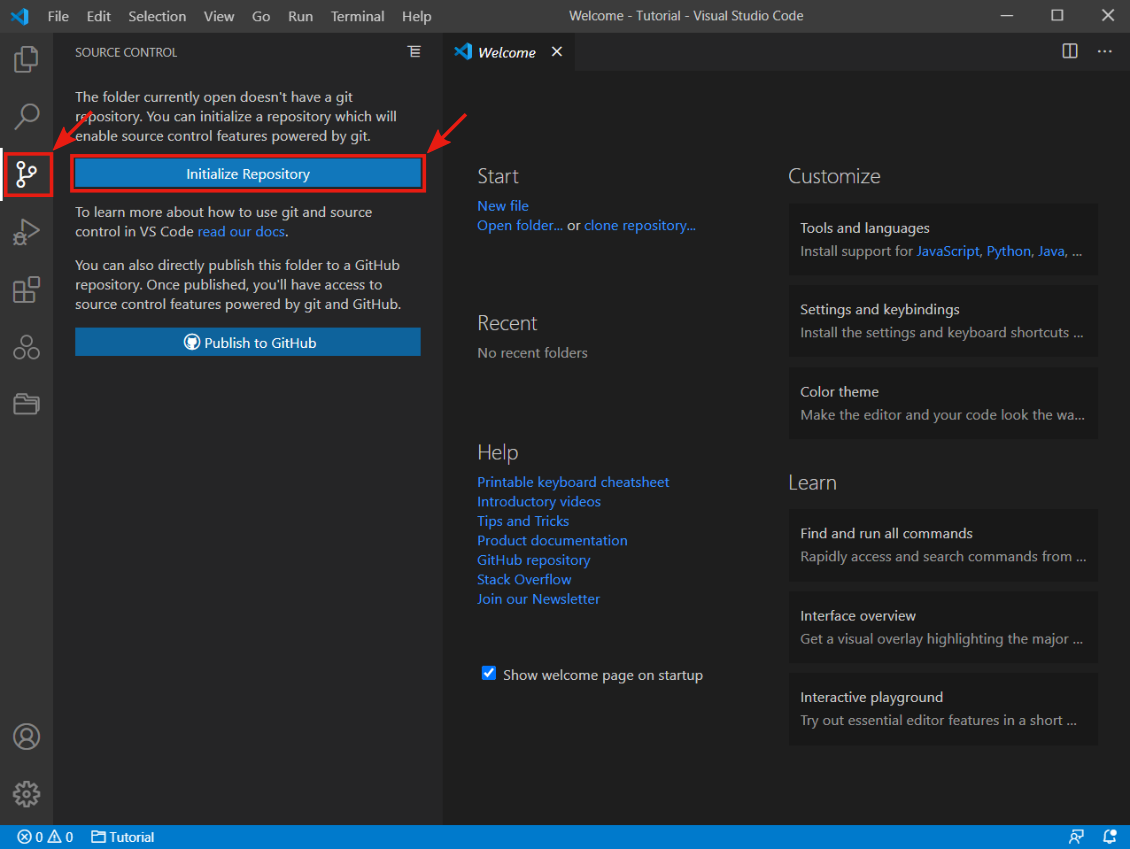 File Edit Selection View Go Run Terminal Help
Welcome - Tutorial - Visual Studio Code
SOURCE CONTROL
The folder currently open doesn't have a git
repository. You can initialize a repository which will
enable source control features powered by git.
Initialize Repository
To learn more about how to use git and source
control in VS Code read our docs.
You can also directly publish this folder to a GitHub
repository. Once published, you'll have access to
source control features powered by git and GitHub.
Publish to GitHub
Welcome
Start
New file
Open folder... or clone repository...
Recent
No recent folders
Help
Printable keyboard cheatsheet
Introductory videos
Tips and Tricks
Product documentation
GitHub repository
Stack Overflow
Join our Newsletter
Show welcome page on startup
Customize
Tools and languages
Install support for JavaScript, Python, Java, ...
Settings and keybindings
Install the settings and keyboard shortcuts ...
Color theme
Make the editor and your code look the wa...
Learn
Find and run all commands
Rapidly access and search commands from ...
Interface overview
Get a visual overlay highlighting the major ...
Interactive playground
Try out essential editor features in a short ...
0 0 Tutorial